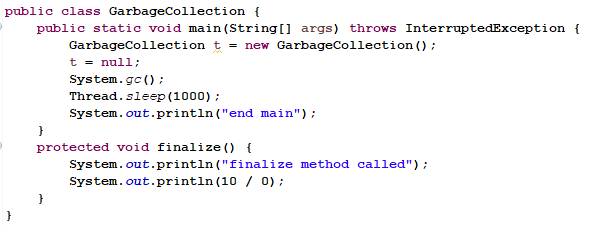 public class GarbageCollection {
    public static void main(String[] args) throws InterruptedException {
        GarbageCollection t = new GarbageCollection();
        t = null;
        System.gc();
        Thread.sleep(1000);
        System.out.println("end main");
    }
    protected void finalize() {
        System.out.println("finalize method called");
        System.out.println(10 / 0);
    }
}